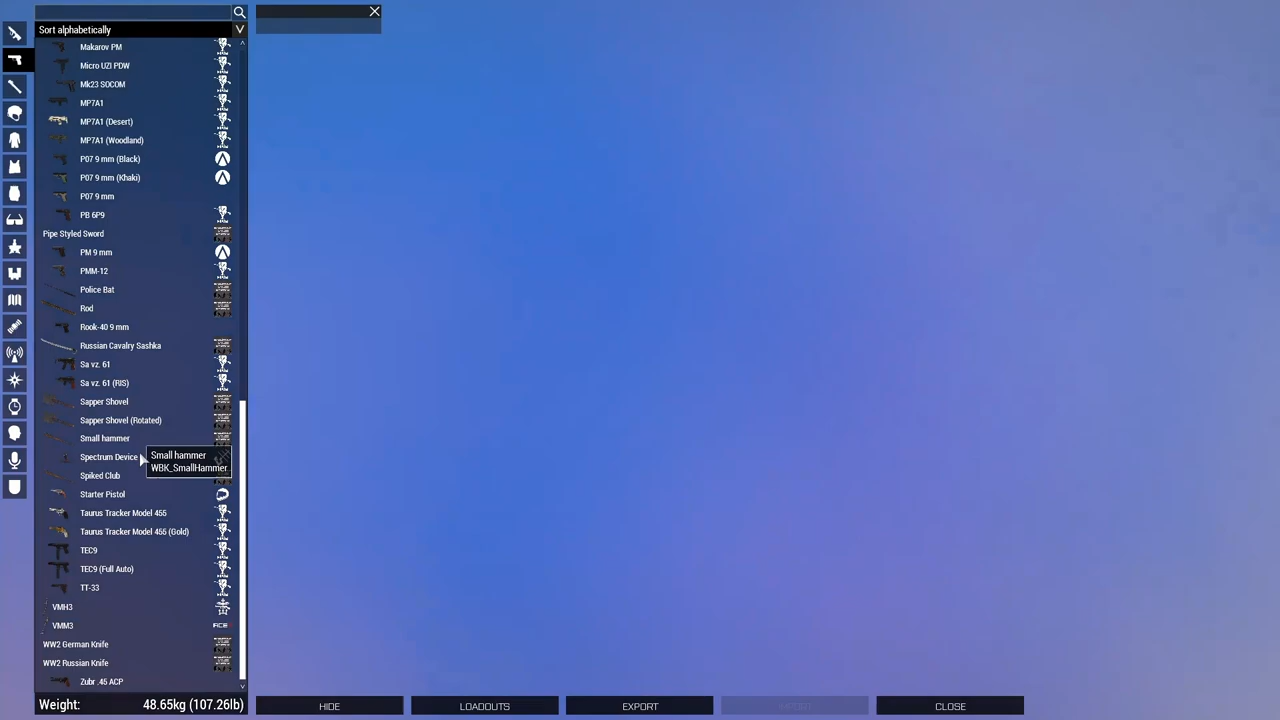 Sort alphabetically
Makarov PM
Micro UZI PDW
Mk23 SOCOM
MP7A1
MP7A1 (Desert)
MP7A1 (Woodland)
P07 9 mm (Black)
P07 9 mm (Khaki)
P07 9 mm
PB 6P9
Pipe Styled Sword
PM 9 mm
PMM-12
Police Bat
Rod
Rook-40 9 mm
Russian Cavalry Sashka
Sa vz. 61
Sa vz. 61 (RIS)
Sapper Shovel
Sapper Shovel (Rotated)
Small hammer
Spectrum Device
Small hammer
WBK_SmallHammer
Spiked Club
Starter Pistol
Taurus Tracker Model 455
Taurus Tracker Model 455 (Gold)
TEC9
TEC9 (Full Auto)
TT-33
VMH3
VMM3
WW2 German Knife
WW2 Russian Knife
Zubr .45 ACP
Weight: 48.65kg (107.26lb)
HIDE
LOADOUTS
EXPORT
IMPORT
CLOSE